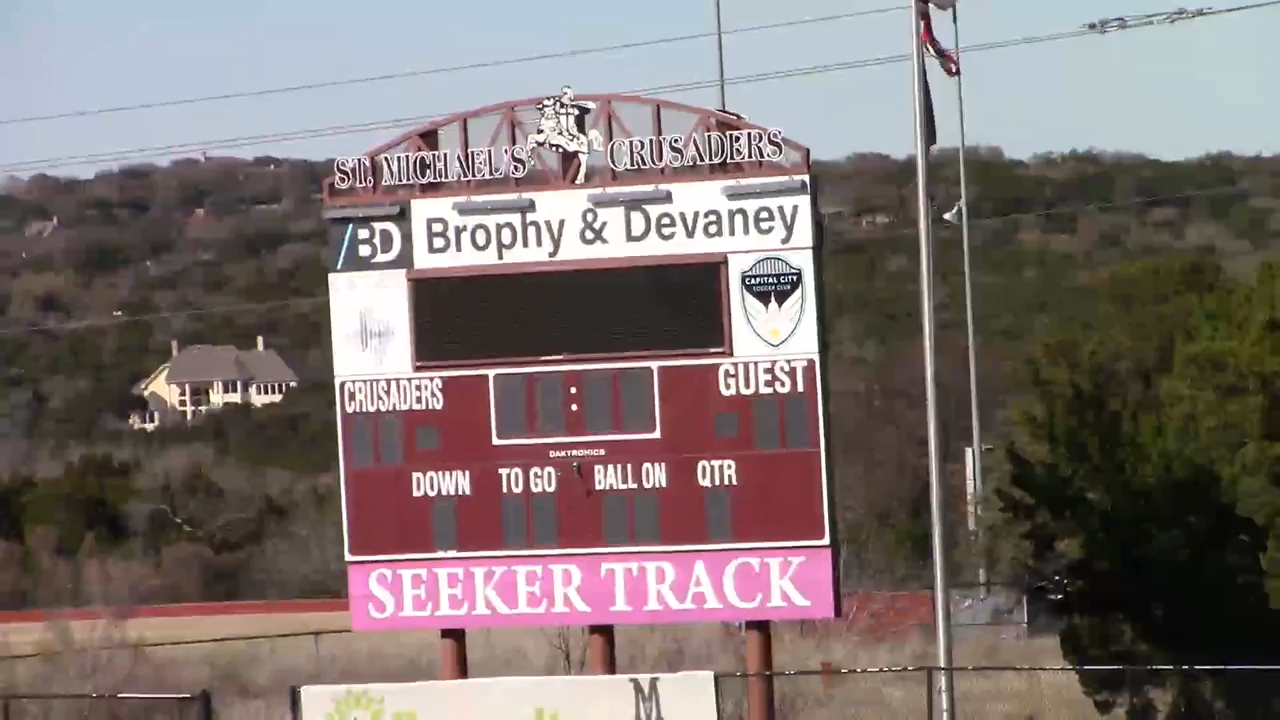 ST. MICHAEL'S CRUSADERS
/BD Brophy & Devaney
CAPITAL CITY
SOCCER CLUB
CRUSADERS : GUEST
DAKTRONICS
DOWN TO GO BALL ON QTR
SEEKER TRACK
M